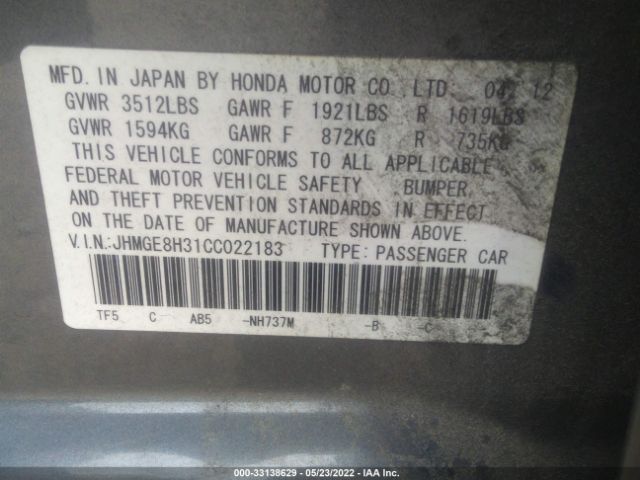 MFD. IN JAPAN BY HONDA MOTOR CO.,LTD. 04 12
GVWR 3512LBS GAWR F 1921LBS R 1619LBS
GVWR 1594KG GAWR F 872KG R 735KG
THIS VEHICLE CONFORMS TO ALL APPLICABLE
FEDERAL MOTOR VEHICLE SAFETY BUMPER,
AND THEFT PREVENTION STANDARDS IN EFFECT
ON THE DATE OF MANUFACTURE SHOWN ABOVE.
V.I.N.:JHMGE8H31CC022183 TYPE: PASSENGER CAR
TF5 C AB5 -NH737M -B -C
000-33138629 - 05/23/2022 - IAA Inc.